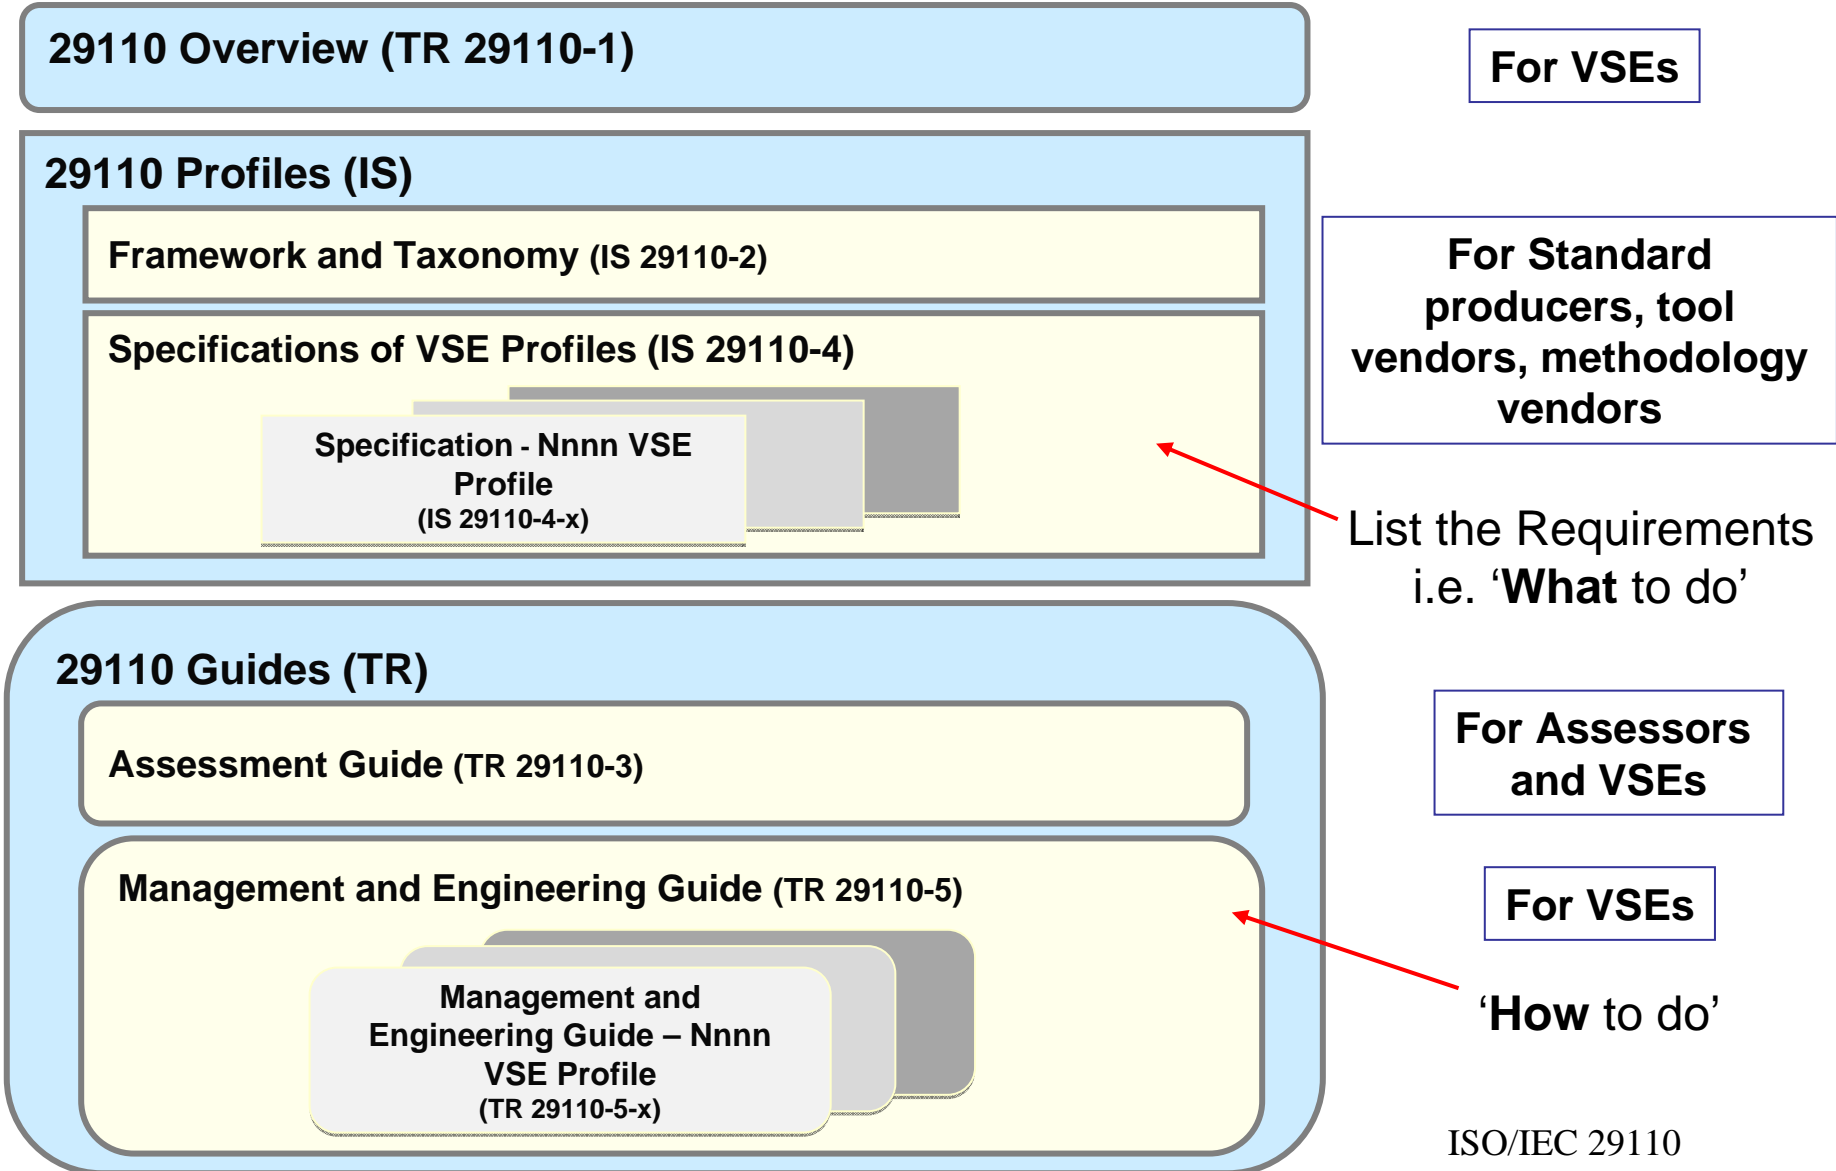 29110 Overview (TR 29110-1)
For VSEs
29110 Profiles (IS)
Framework and Taxonomy (IS 29110-2)
Specifications of VSE Profiles (IS 29110-4)
Specification - Nnnn VSE
Profile
(IS 29110-4-x)
For Standard
producers, tool
vendors, methodology
vendors
List the Requirements
i.e. ‘What to do’
29110 Guides (TR)
Assessment Guide (TR 29110-3)
For Assessors
and VSEs
Management and Engineering Guide (TR 29110-5)
Management and
Engineering Guide – Nnnn
VSE Profile
(TR 29110-5-x)
For VSEs
‘How to do’
ISO/IEC 29110